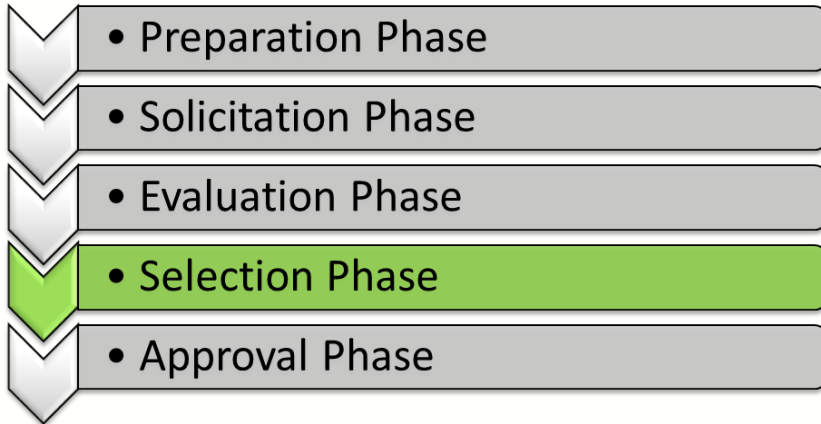 • Preparation Phase
• Solicitation Phase
• Evaluation Phase
• Selection Phase
• Approval Phase